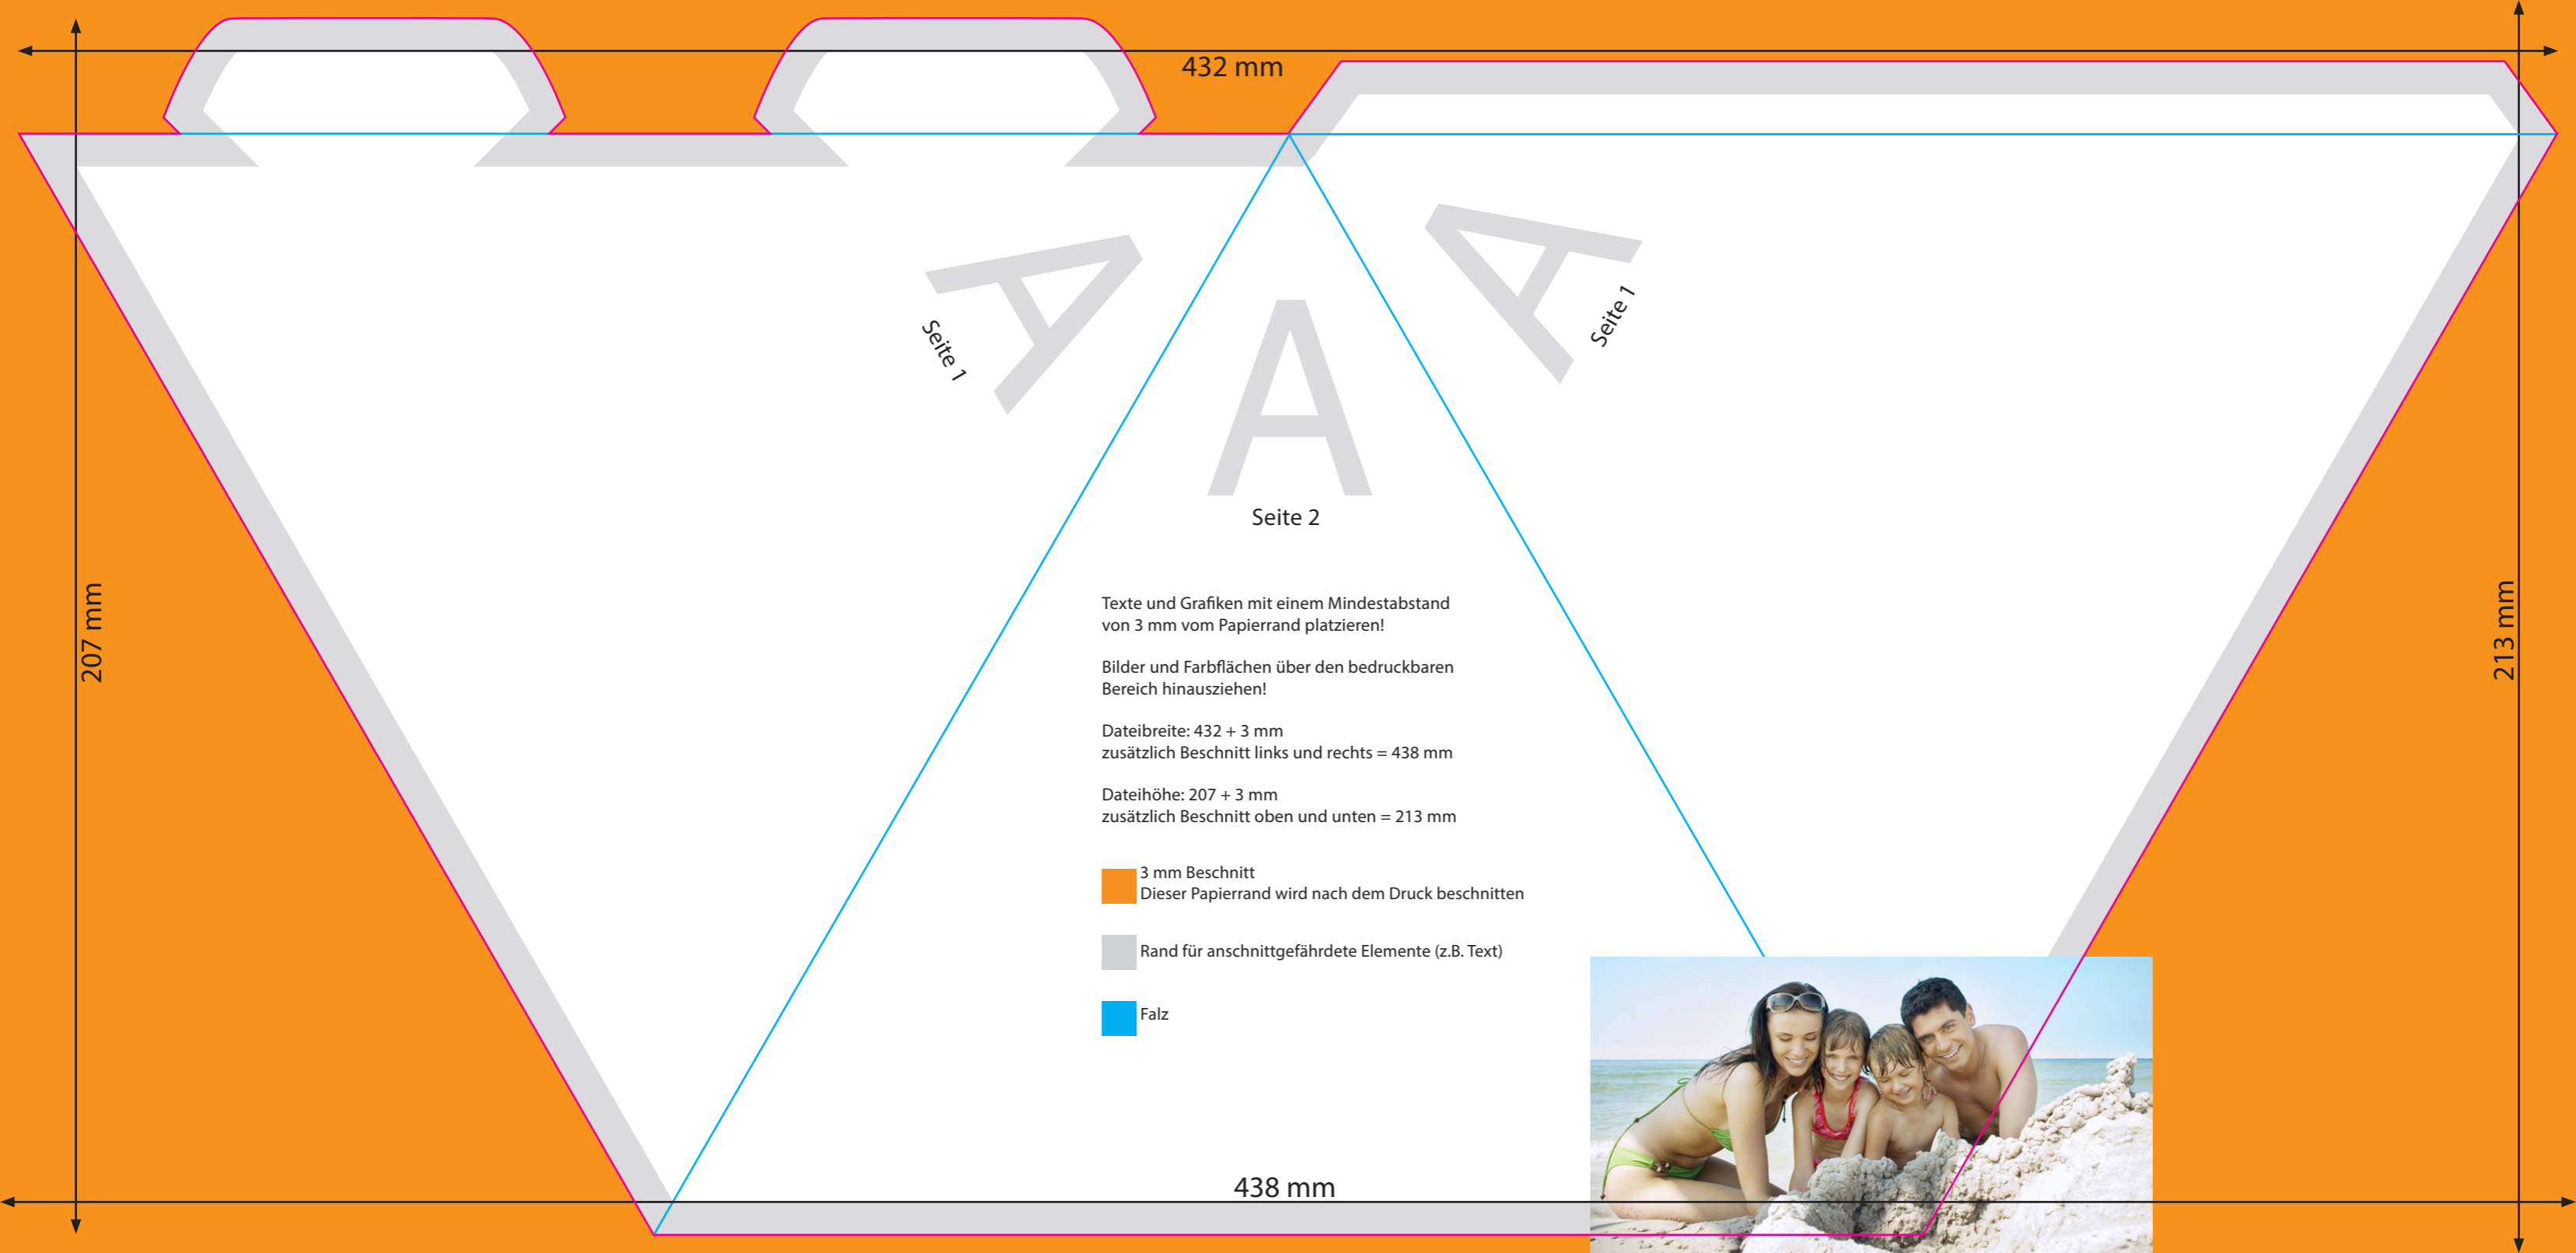 432 mm
A
Seite 1
A
Seite 1
A
Seite 2
207 mm
213 mm
Texte und Grafiken mit einem Mindestabstand
von 3 mm vom Papierrand platzieren!
Bilder und Farbflächen über den bedruckbaren
Bereich hinausziehen!
Dateibreite: 432 + 3 mm
zusätzlich Beschnitt links und rechts = 438 mm
Dateihöhe: 207 + 3 mm
zusätzlich Beschnitt oben und unten = 213 mm
3 mm Beschnitt
Dieser Papierrand wird nach dem Druck beschnitten
Rand für anschnittgefährdete Elemente (z.B. Text)
Falz
438 mm